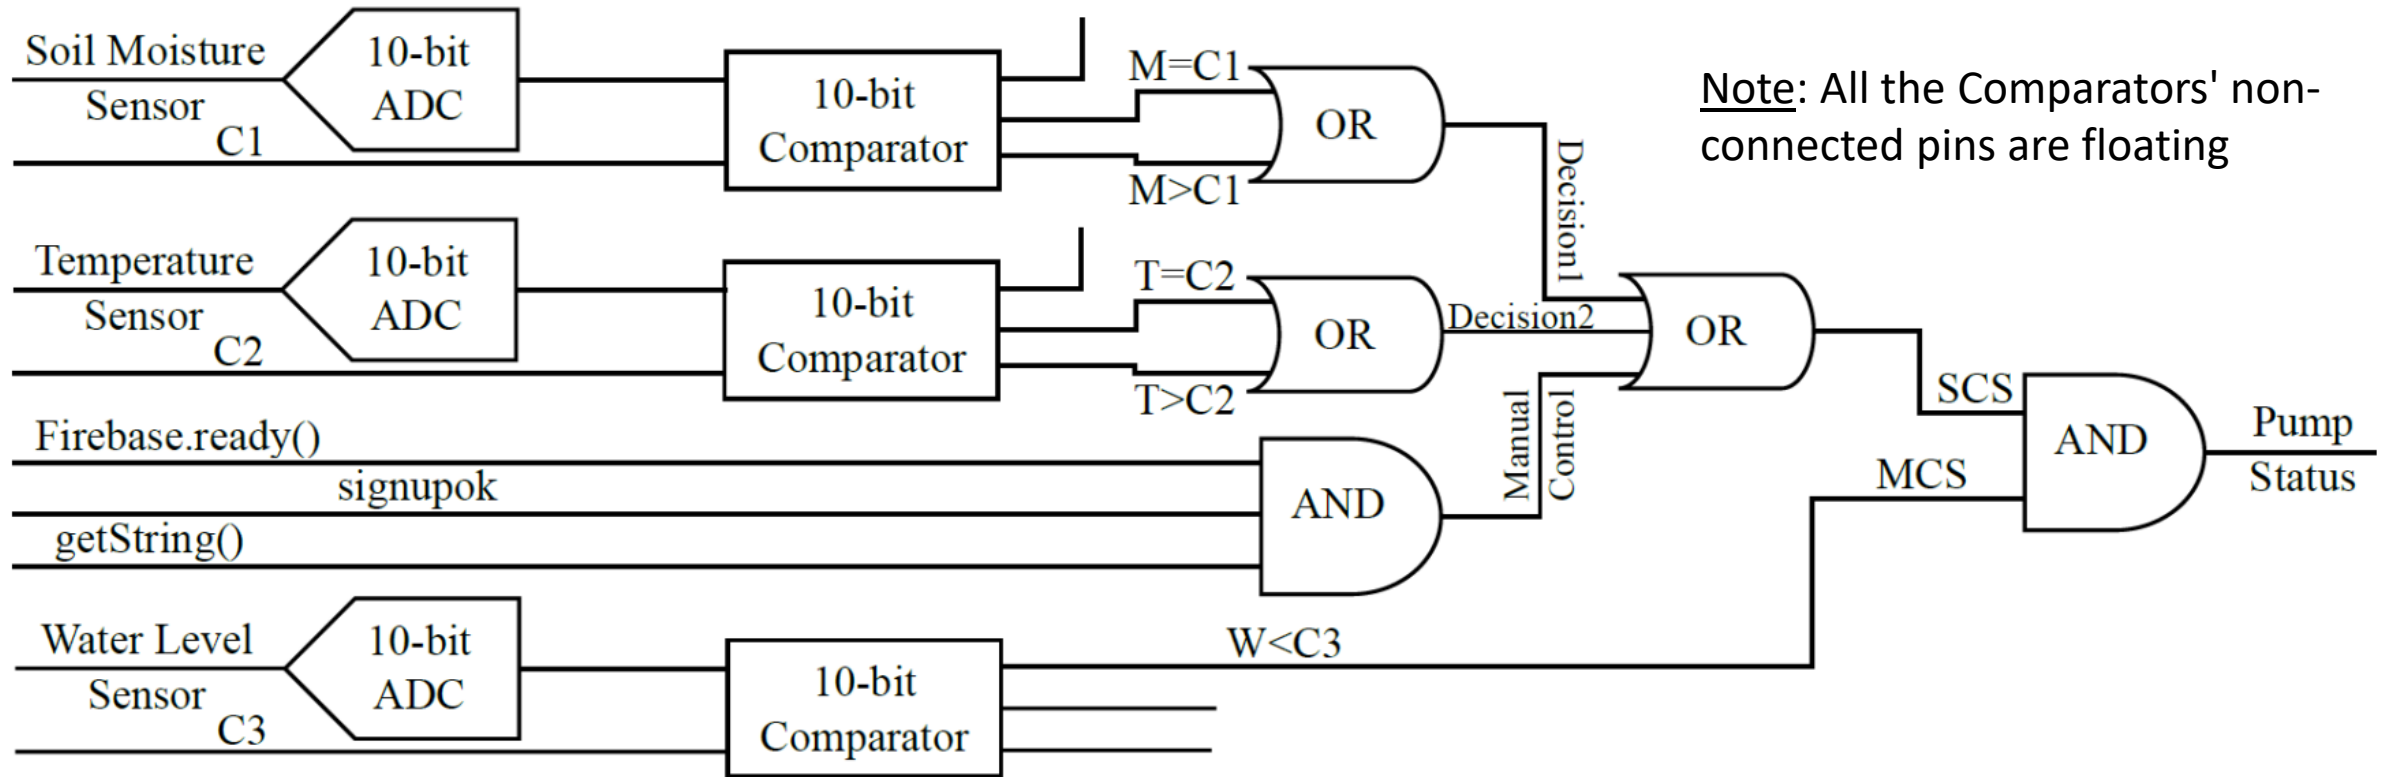 Soil Moisture
Sensor
C1
10-bit
ADC
10-bit
Comparator
M=C1
M>C1
OR
Decision1
Note: All the Comparators' non-
connected pins are floating
Temperature
Sensor
C2
10-bit
ADC
10-bit
Comparator
T=C2
T>C2
OR
Decision2
OR
Firebase.ready()
signupok
getString()
AND
Manual
Control
SCS
MCS
AND
Pump
Status
Water Level
Sensor
C3
10-bit
ADC
10-bit
Comparator
W<C3